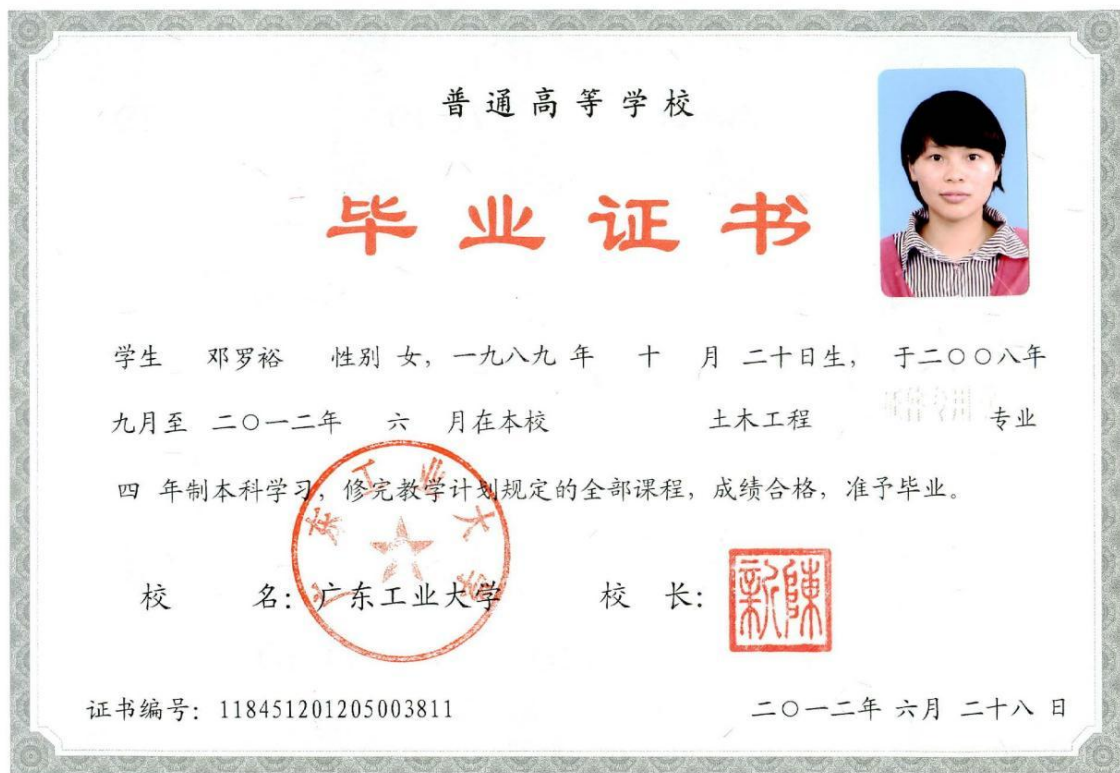 普通高等学校
毕业证书
学生 邓罗裕 性别 女，一九八九 年 十 月 二十日生， 于二〇〇八年
九月至 二〇一二年 六 月在本校 土木工程 专业
四 年制本科学习，修完教学计划规定的全部课程，成绩合格，准予毕业。
校 名：广东工业大学 校 长：
东工业大学
证书编号：118451201205003811
二〇一二年 六月 二十八 日